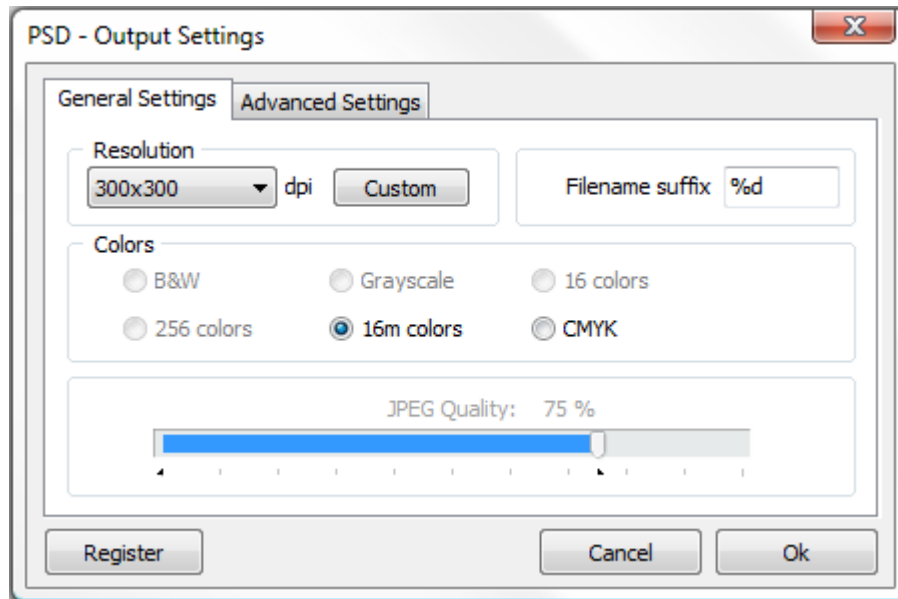 PSD - Output Settings
General Settings Advanced Settings
Resolution
300x300 dpi Custom Filename suffix %d
Colors
B&W Grayscale 16 colors
256 colors 16m colors CMYK
JPEG Quality: 75 %
Register Cancel Ok